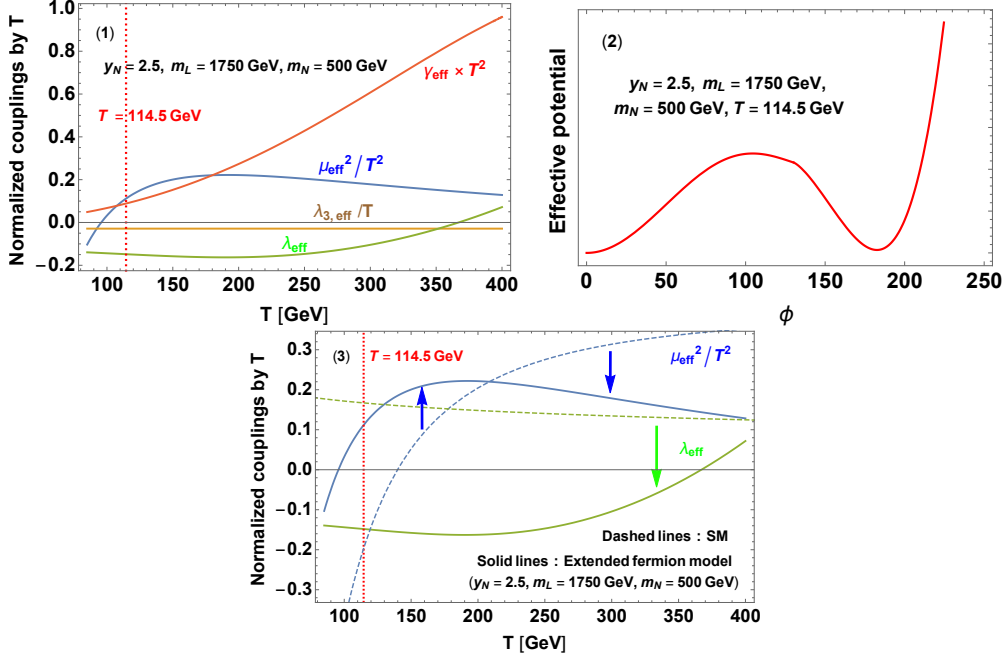 Normalized couplings by T
1.0
0.8
0.6
0.4
0.2
0.0
-0.2
(1)
y_N = 2.5, m_L = 1750 GeV, m_N = 500 GeV
γ_eff × T²
T = 114.5 GeV
μ_eff² / T²
λ_3, eff / T
λ_eff
100 150 200 250 300 350 400
T [GeV]
Effective potential
(2)
y_N = 2.5, m_L = 1750 GeV,
m_N = 500 GeV, T = 114.5 GeV
0 50 100 150 200 250
ϕ
Normalized couplings by T
0.3
0.2
0.1
0.0
-0.1
-0.2
-0.3
(3)
T = 114.5 GeV
μ_eff² / T²
λ_eff
Dashed lines : SM
Solid lines : Extended fermion model
(y_N = 2.5, m_L = 1750 GeV, m_N = 500 GeV)
100 150 200 250 300 350 400
T [GeV]